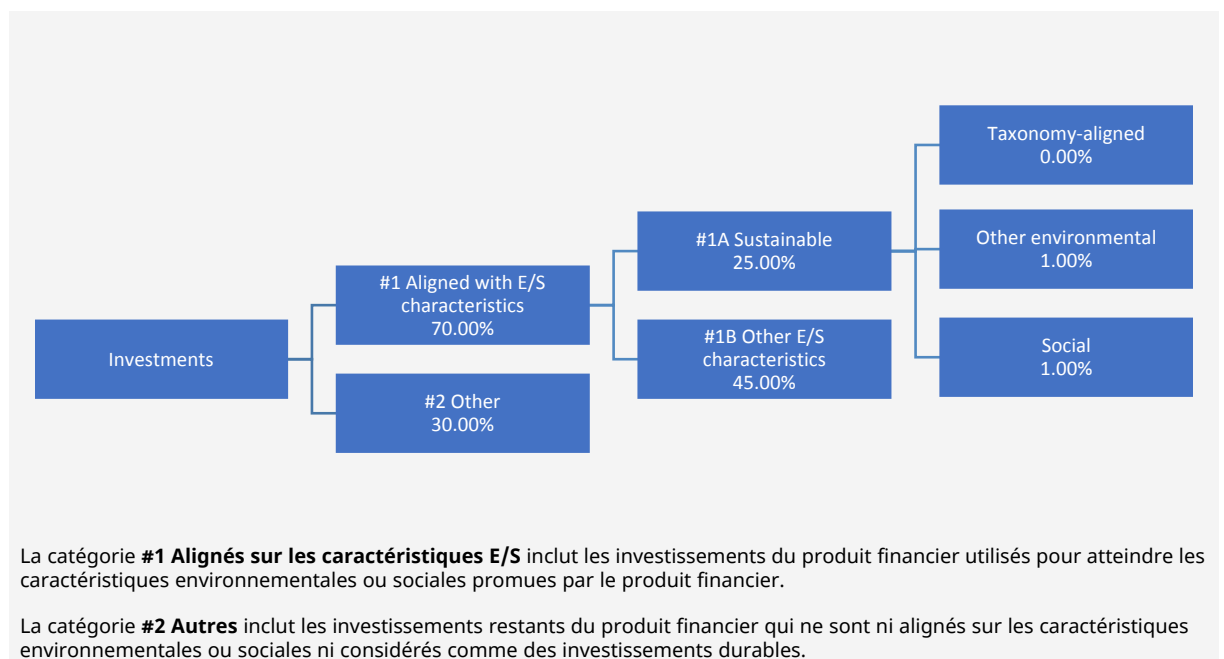 Investments
#1 Aligned with E/S
characteristics
70.00%
#2 Other
30.00%
#1A Sustainable
25.00%
#1B Other E/S
characteristics
45.00%
Taxonomy-aligned
0.00%
Other environmental
1.00%
Social
1.00%
La catégorie #1 Alignés sur les caractéristiques E/S inclut les investissements du produit financier utilisés pour atteindre les
caractéristiques environnementales ou sociales promues par le produit financier.
La catégorie #2 Autres inclut les investissements restants du produit financier qui ne sont ni alignés sur les caractéristiques
environnementales ou sociales ni considérés comme des investissements durables.